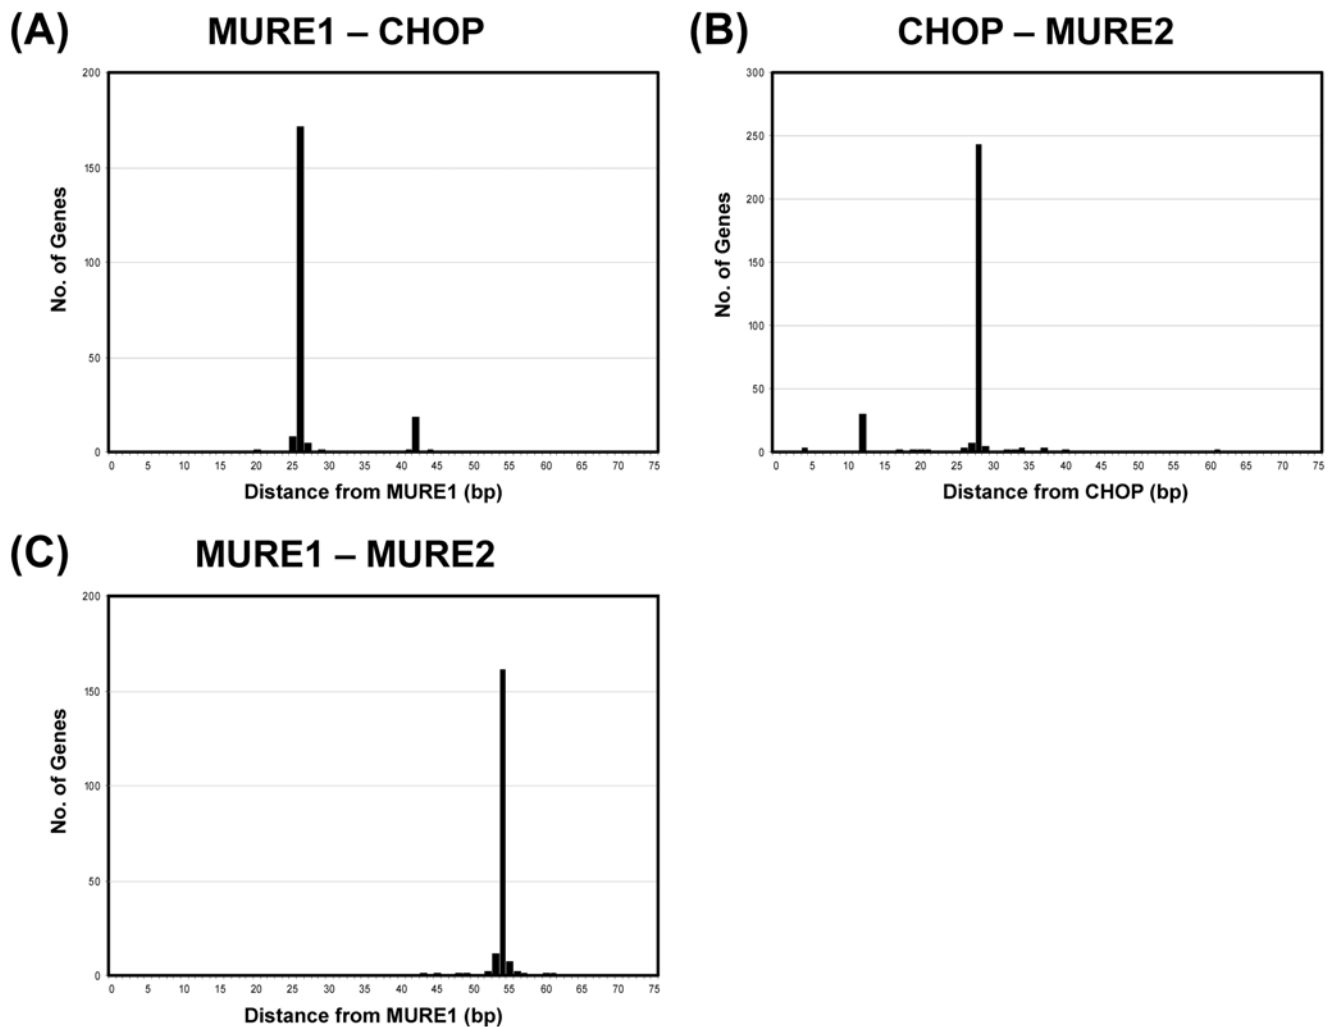 (A) MURE1 – CHOP
200
150
100
50
0
No. of Genes
0 5 10 15 20 25 30 35 40 45 50 55 60 65 70 75
Distance from MURE1 (bp)
(B) CHOP – MURE2
300
250
200
150
100
50
0
No. of Genes
0 5 10 15 20 25 30 35 40 45 50 55 60 65 70 75
Distance from CHOP (bp)
(C) MURE1 – MURE2
200
150
100
50
0
No. of Genes
0 5 10 15 20 25 30 35 40 45 50 55 60 65 70 75
Distance from MURE1 (bp)